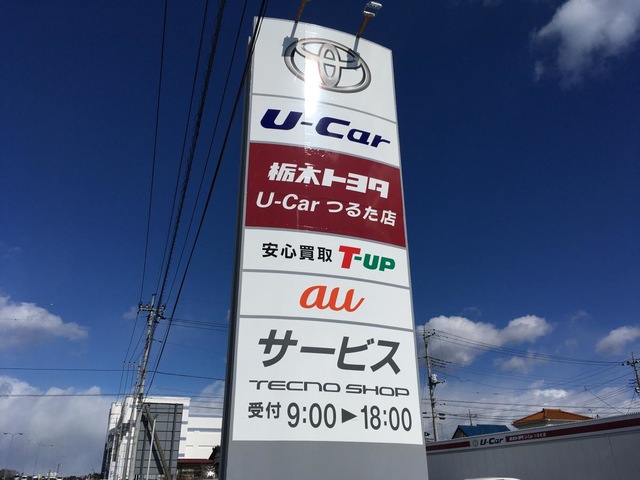 U-Car
栃木トヨタ
U-Car つるた店
安心買取 T-UP
au
サービス
TECNO SHOP
受付 9:00▶18:00
U-Car